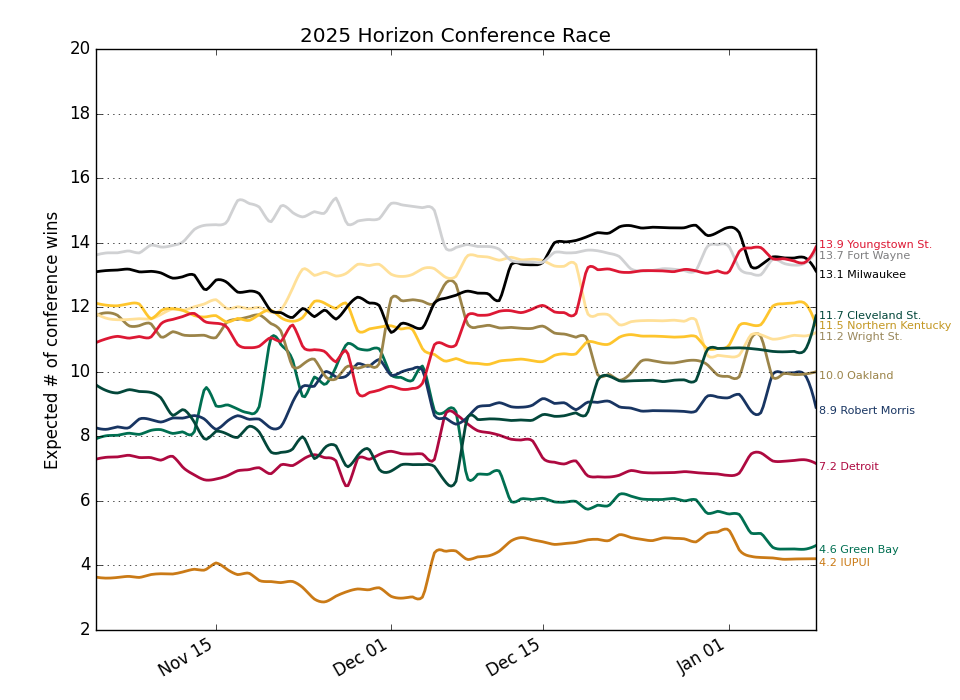 2025 Horizon Conference Race
Expected # of conference wins
20
18
16
14
12
10
8
6
4
2
Nov 15
Dec 01
Dec 15
Jan 01
13.9 Youngstown St.
13.7 Fort Wayne
13.1 Milwaukee
11.7 Cleveland St.
11.5 Northern Kentucky
11.2 Wright St.
10.0 Oakland
8.9 Robert Morris
7.2 Detroit
4.6 Green Bay
4.2 IUPUI